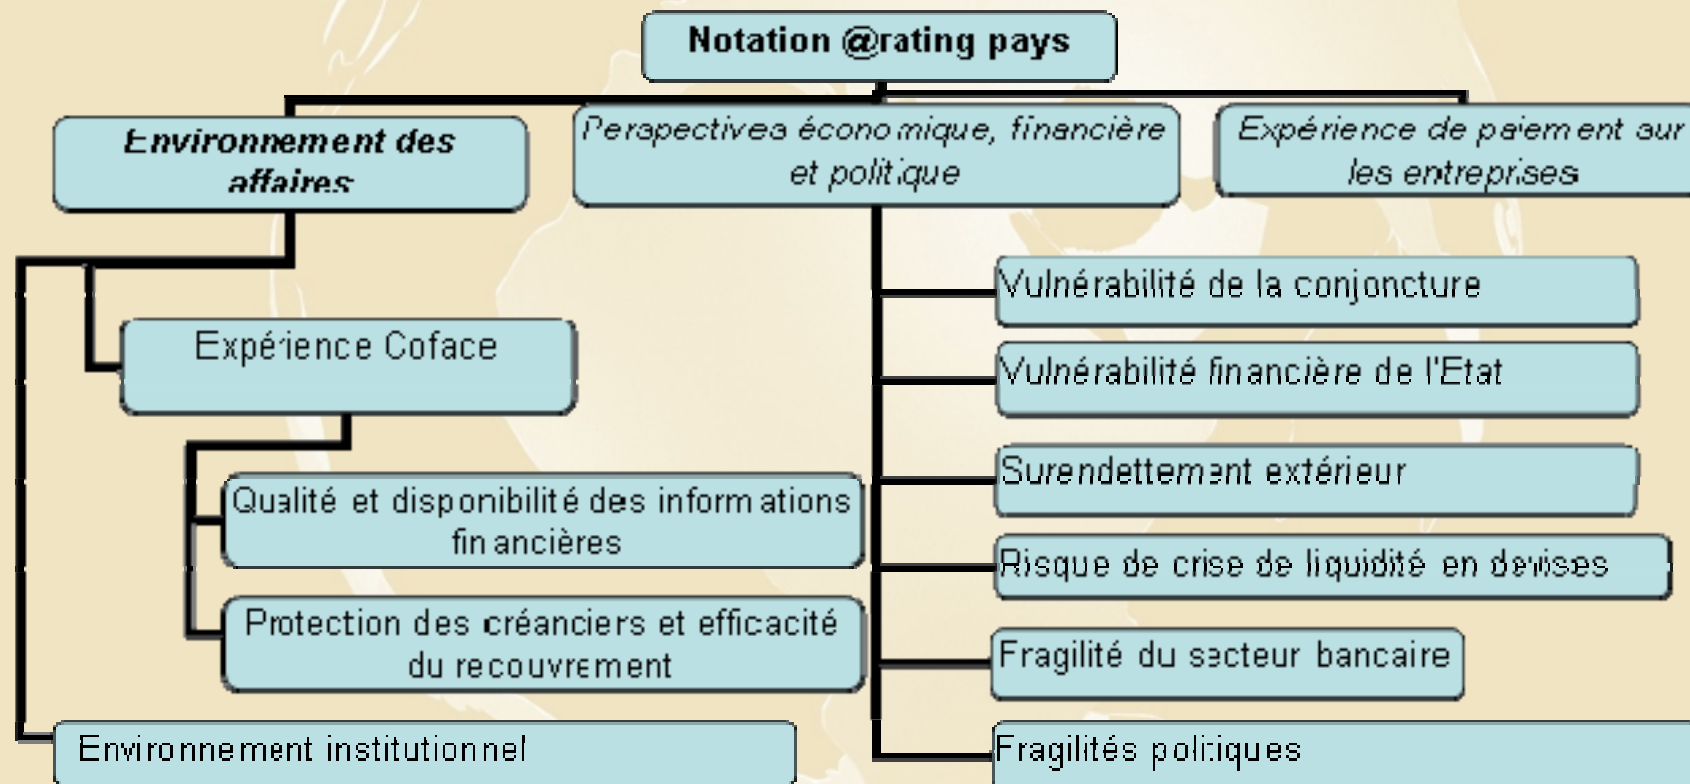 Notation @rating pays
Environnement des
affaires
Perspectives économique, financière
et politique
Expérience de paiement sur
les entreprises
Expérience Coface
Qualité et disponibilité des informations
financières
Protection des créanciers et efficacité
du recouvrement
Environnement institutionnel
Vulnérabilité de la conjoncture
Vulnérabilité financière de l'Etat
Surendettement extérieur
Risque de crise de liquidité en devises
Fragilité du secteur bancaire
Fragilités politiques